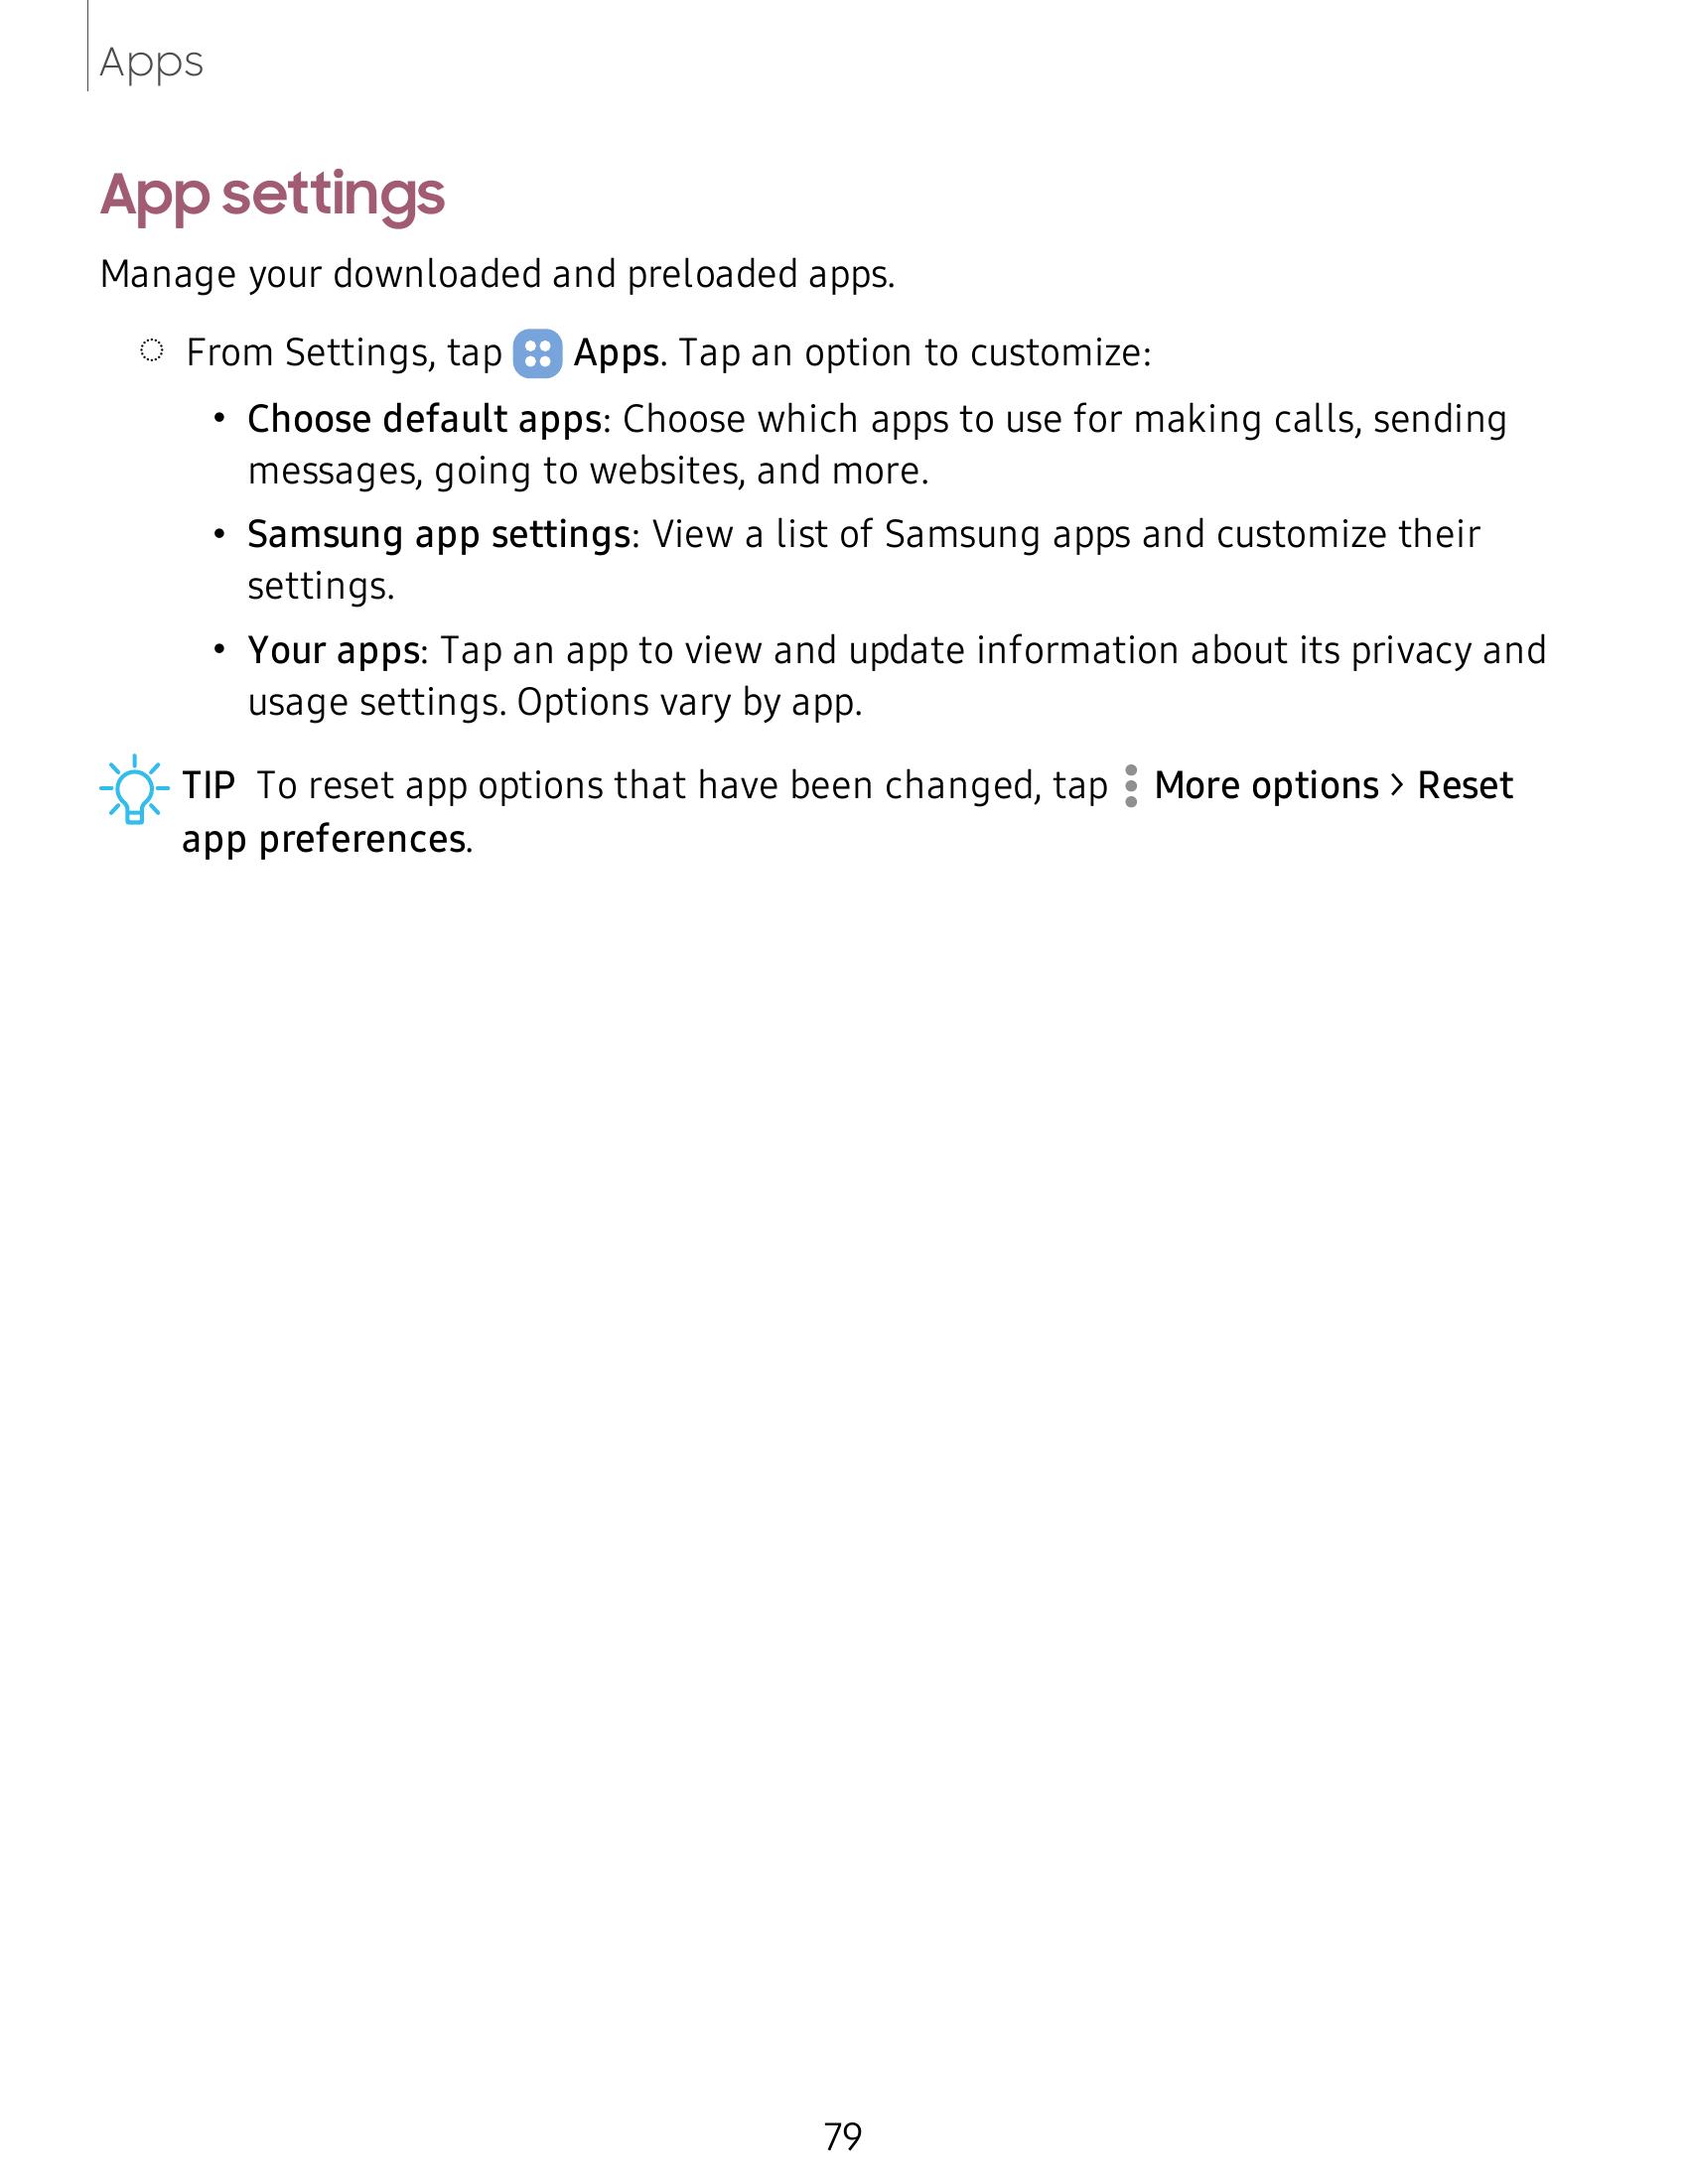 Apps
App settings
Manage your downloaded and preloaded apps.
From Settings, tap Apps. Tap an option to customize:
• Choose default apps: Choose which apps to use for making calls, sending
messages, going to websites, and more.
• Samsung app settings: View a list of Samsung apps and customize their
settings.
• Your apps: Tap an app to view and update information about its privacy and
usage settings. Options vary by app.
TIP To reset app options that have been changed, tap More options > Reset
app preferences.
79